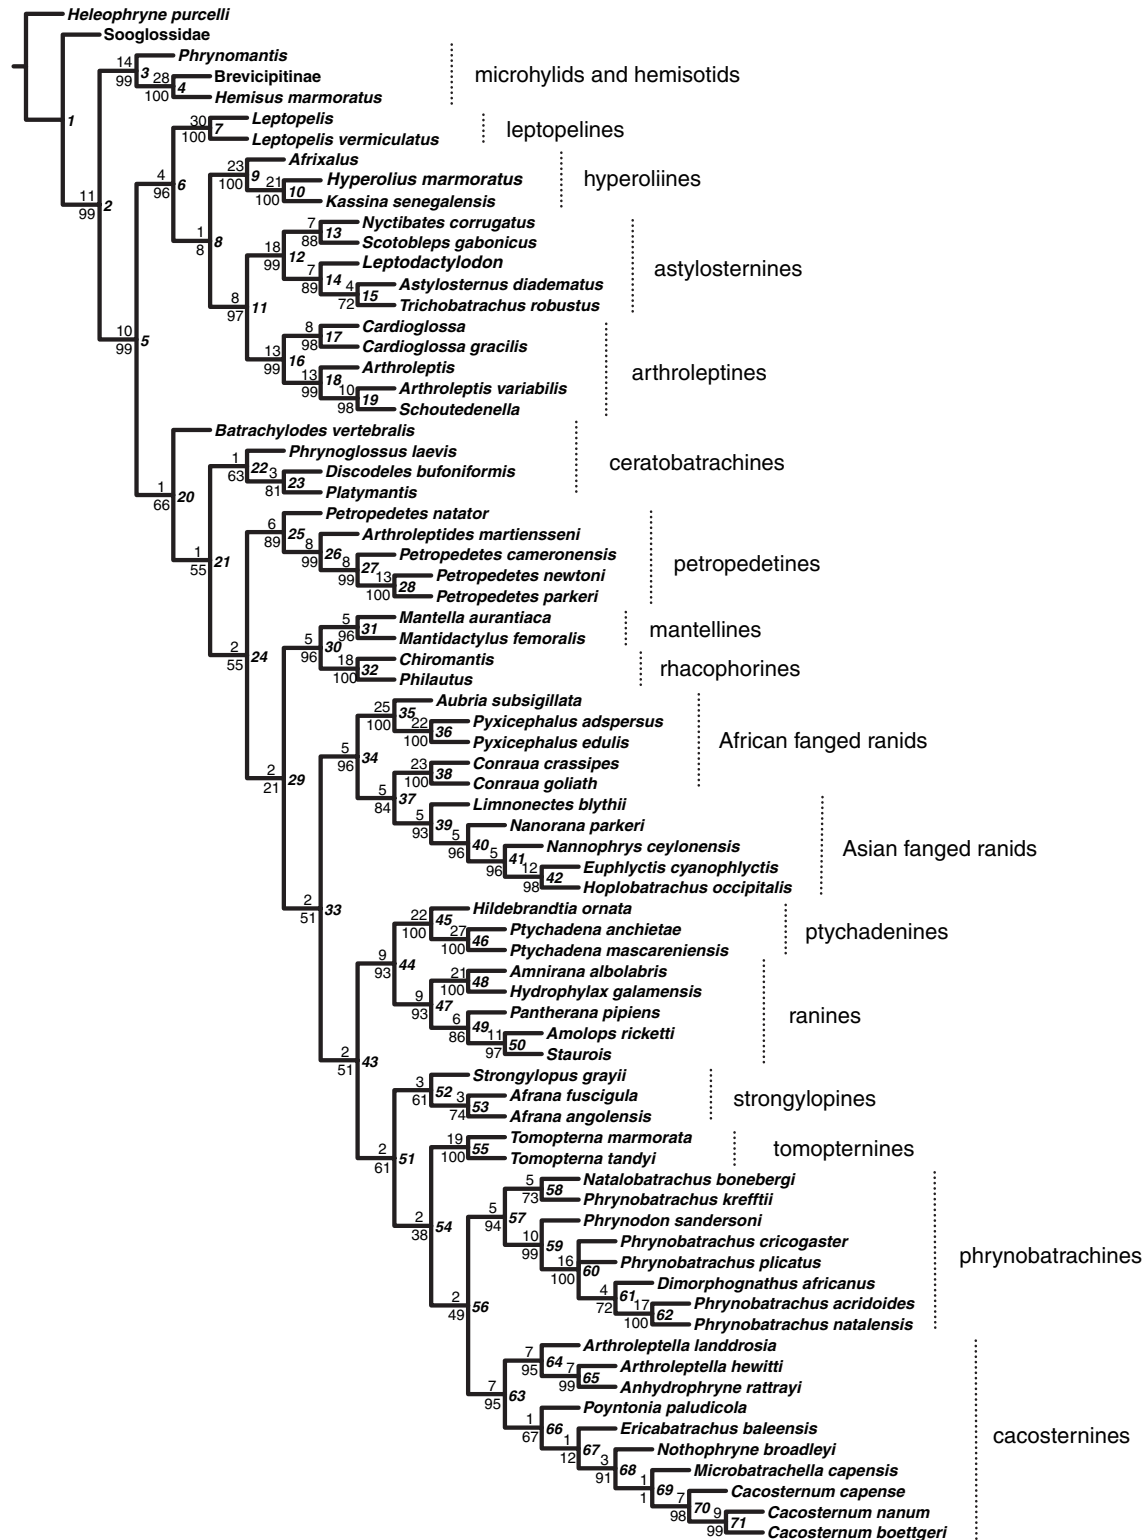 Heleophryne purcelli
Sooglossidae
1
Phrynomantis
14
99
3
Brevicipitinae
28
100
4
Hemisus marmoratus
microhylids and hemisotids
11
99
2
Leptopelis
30
100
7
Leptopelis vermiculatus
leptopelines
4
96
6
Afrixalus
23
100
9
Hyperolius marmoratus
21
100
10
Kassina senegalensis
hyperoliines
1
8
8
Nyctibates corrugatus
7
88
13
Scotobleps gabonicus
18
99
12
Leptodactylodon
7
89
14
Astylosternus diadematus
4
72
15
Trichobatrachus robustus
astylosternines
8
97
11
Cardioglossa
8
98
17
Cardioglossa gracilis
13
99
16
Arthroleptis
13
99
18
Arthroleptis variabilis
10
98
19
Schoutedenella
arthroleptines
10
99
5
Batrachylodes vertebralis
1
66
20
Phrynoglossus laevis
1
63
22
Discodeles bufoniformis
3
81
23
Platymantis
ceratobatrachines
1
55
21
Petropedetes natator
6
89
25
Arthroleptides martiensseni
8
99
26
Petropedetes cameronensis
8
99
27
Petropedetes newtoni
13
100
28
Petropedetes parkeri
petropedetines
2
55
24
Mantella aurantiaca
5
96
31
Mantidactylus femoralis
mantellines
5
96
30
Chiromantis
18
100
32
Philautus
rhacophorines
2
21
29
Aubria subsigillata
25
100
35
Pyxicephalus adspersus
22
100
36
Pyxicephalus edulis
African fanged ranids
5
96
34
Conraua crassipes
23
100
38
Conraua goliath
5
84
37
Limnonectes blythii
5
93
39
Nanorana parkeri
5
96
40
Nannophrys ceylonensis
5
96
41
Euphlyctis cyanophlyctis
12
98
42
Hoplobatrachus occipitalis
Asian fanged ranids
2
51
33
Hildebrandtia ornata
22
100
45
Ptychadena anchietae
27
100
46
Ptychadena mascareniensis
ptychadenines
9
93
44
Amnirana albolabris
21
100
48
Hydrophylax galamensis
9
93
47
Pantherana pipiens
6
86
49
Amolops ricketti
11
97
50
Staurois
ranines
2
51
43
Strongylopus grayii
3
61
52
Afrana fuscigula
3
74
53
Afrana angolensis
strongylopines
2
61
51
Tomopterna marmorata
19
100
55
Tomopterna tandyi
tomopternines
2
38
54
Natalobatrachus bonebergi
5
73
58
Phrynobatrachus krefftii
5
94
57
Phrynodon sandersoni
10
99
59
Phrynobatrachus cricogaster
16
100
60
Phrynobatrachus plicatus
Dimorphognathus africanus
4
72
61
Phrynobatrachus acridoides
17
100
62
Phrynobatrachus natalensis
phrynobatrachines
2
49
56
Arthroleptella landdrosia
7
95
64
Arthroleptella hewitti
7
99
65
Anhydrophryne rattrayi
7
95
63
Poyntonia paludicola
1
67
66
Ericabatrachus baleensis
1
12
67
Nothophryne broadleyi
3
91
68
Microbatrachella capensis
1
1
69
Cacosternum capense
7
98
70
Cacosternum nanum
9
99
71
Cacosternum boettgeri
cacosternines